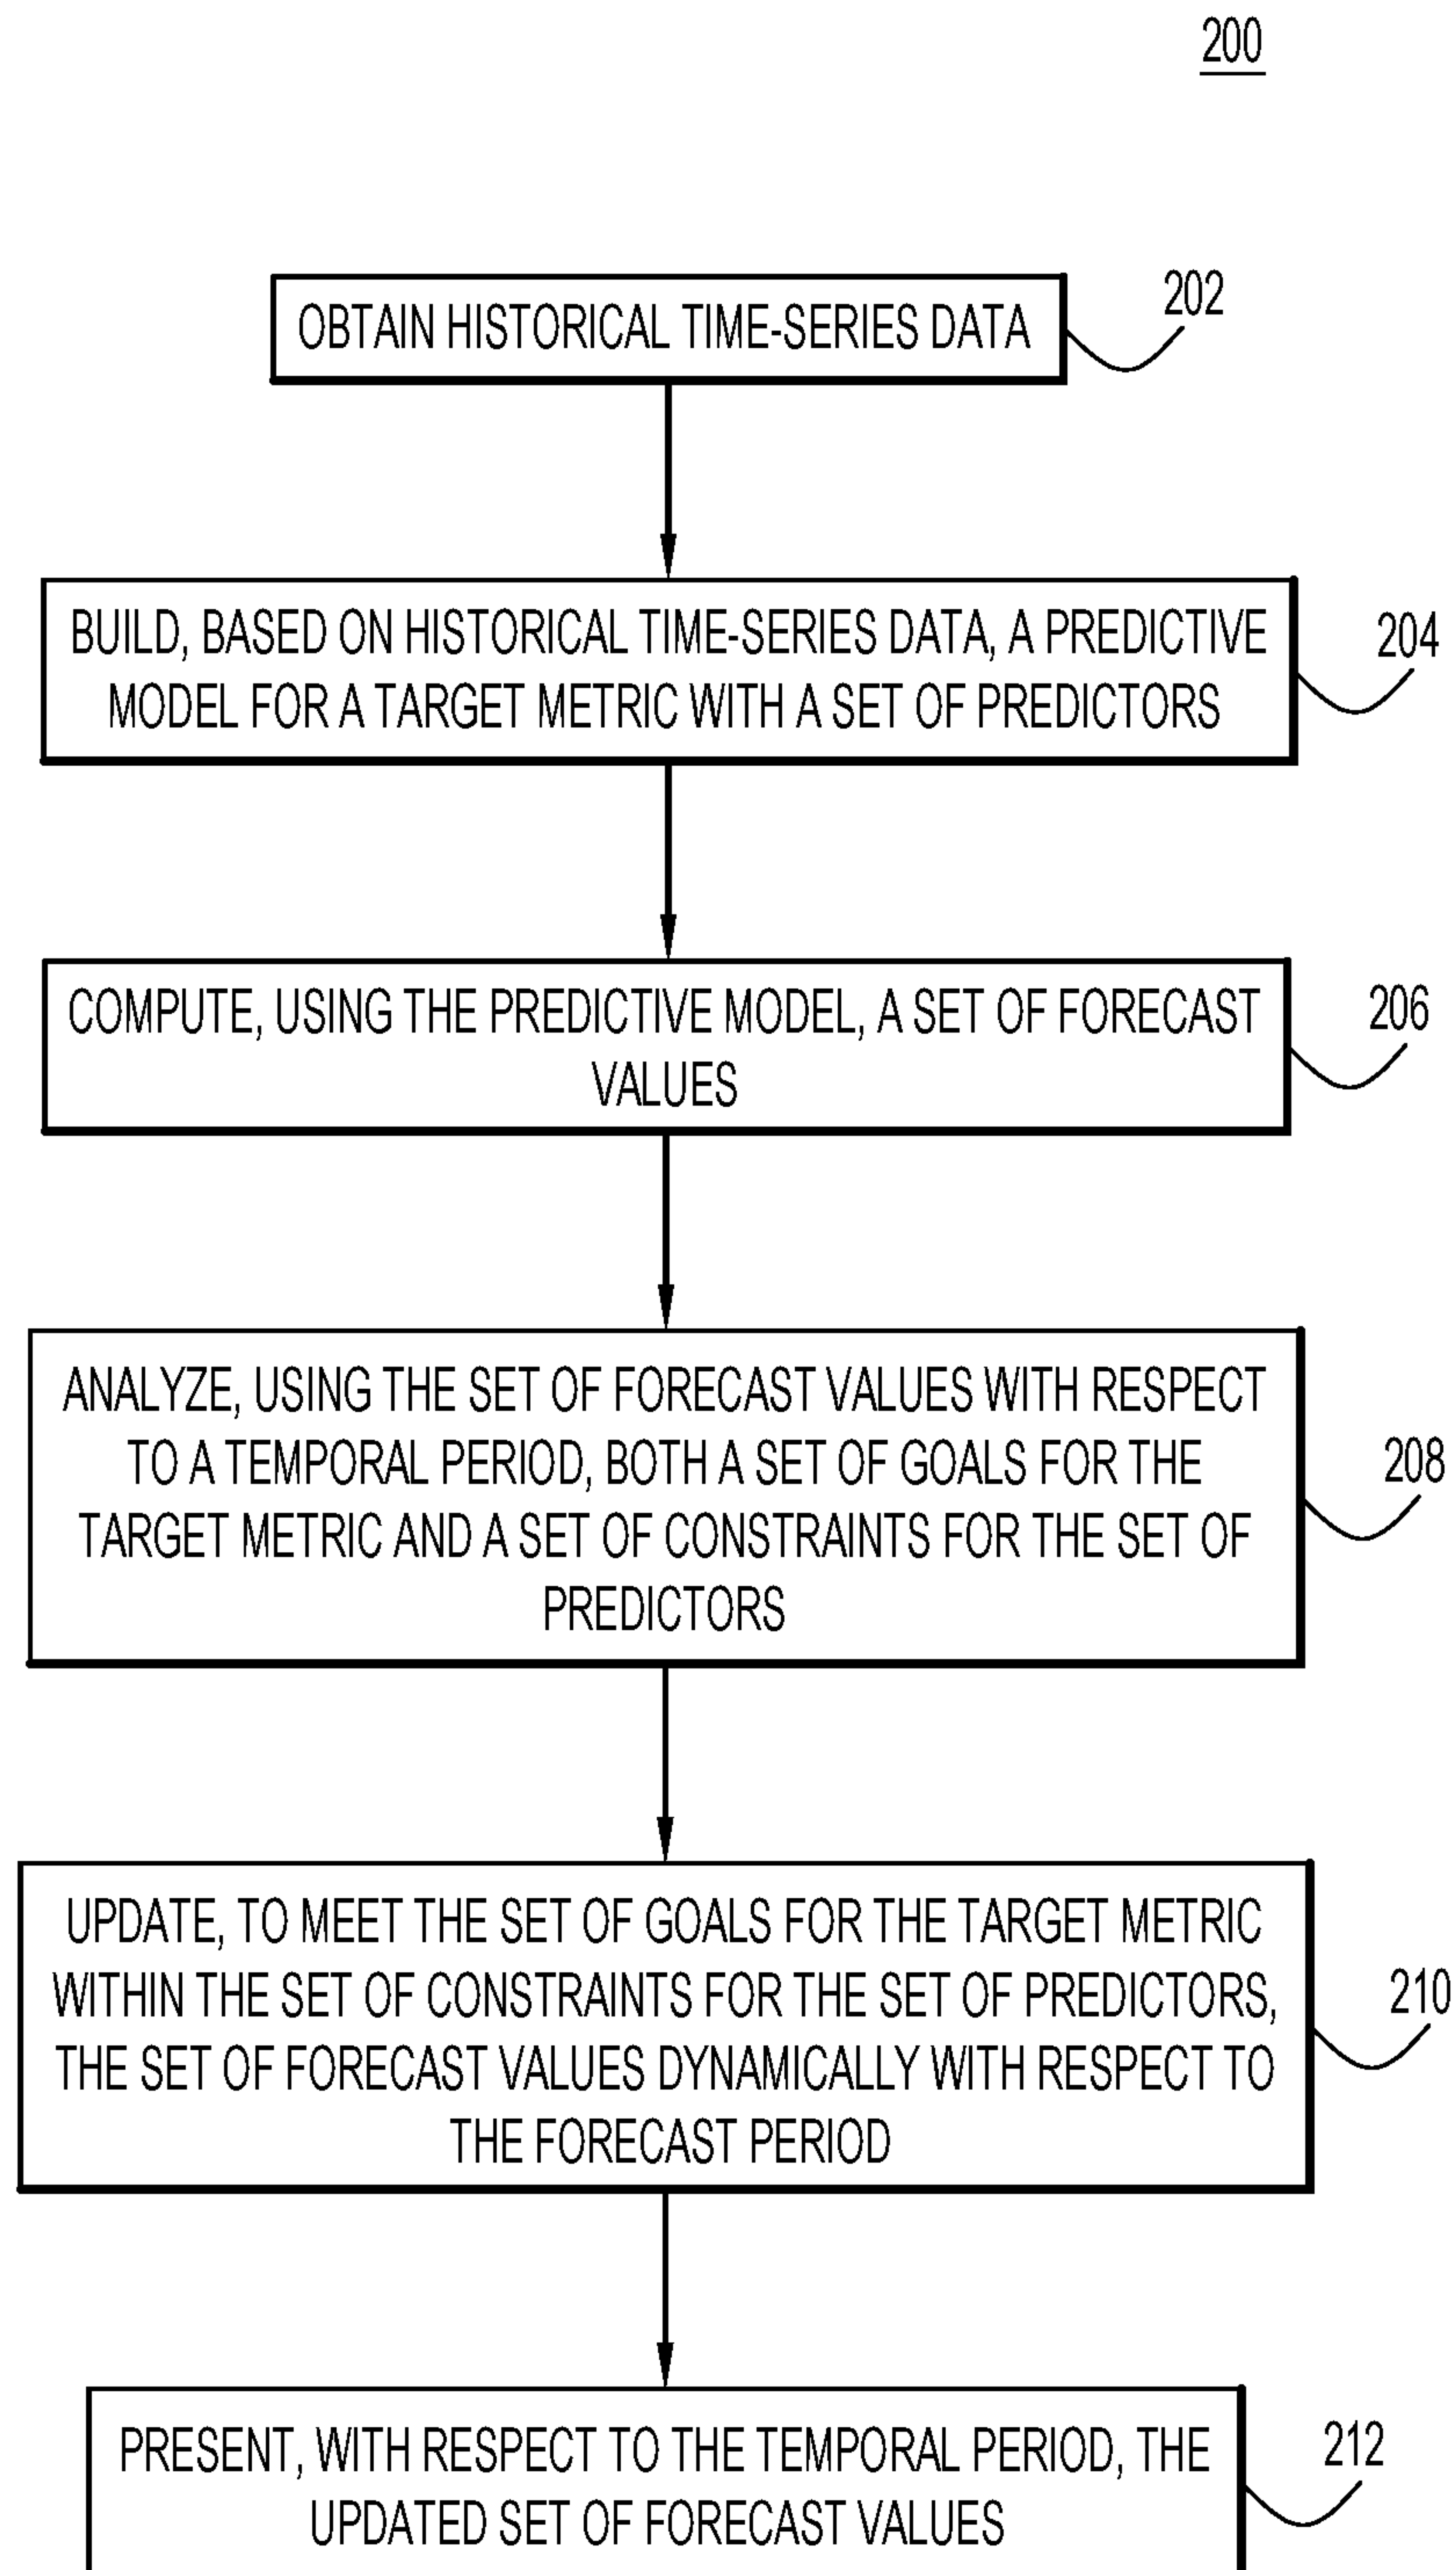 200
OBTAIN HISTORICAL TIME-SERIES DATA
202
BUILD, BASED ON HISTORICAL TIME-SERIES DATA, A PREDICTIVE
MODEL FOR A TARGET METRIC WITH A SET OF PREDICTORS
204
COMPUTE, USING THE PREDICTIVE MODEL, A SET OF FORECAST
VALUES
206
ANALYZE, USING THE SET OF FORECAST VALUES WITH RESPECT
TO A TEMPORAL PERIOD, BOTH A SET OF GOALS FOR THE
TARGET METRIC AND A SET OF CONSTRAINTS FOR THE SET OF
PREDICTORS
208
UPDATE, TO MEET THE SET OF GOALS FOR THE TARGET METRIC
WITHIN THE SET OF CONSTRAINTS FOR THE SET OF PREDICTORS,
THE SET OF FORECAST VALUES DYNAMICALLY WITH RESPECT TO
THE FORECAST PERIOD
210
PRESENT, WITH RESPECT TO THE TEMPORAL PERIOD, THE
UPDATED SET OF FORECAST VALUES
212